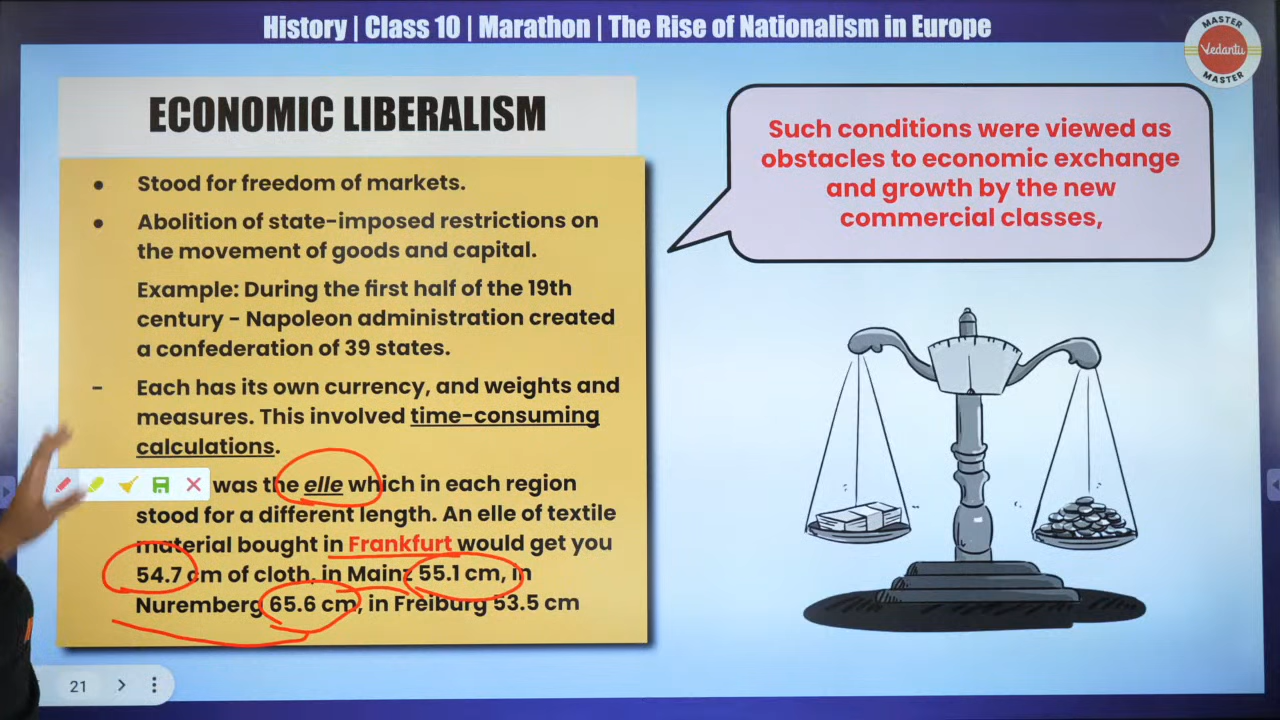 History | Class 10 | Marathon | The Rise of Nationalism in Europe
MASTER
Vedantu
MASTER
ECONOMIC LIBERALISM
• Stood for freedom of markets.
• Abolition of state-imposed restrictions on
the movement of goods and capital.
Example: During the first half of the 19th
century - Napoleon administration created
a confederation of 39 states.
- Each has its own currency, and weights and
measures. This involved time-consuming
calculations.
was the elle which in each region
stood for a different length. An elle of textile
material bought in Frankfurt would get you
54.7 cm of cloth, in Mainz 55.1 cm, in
Nuremberg 65.6 cm, in Freiburg 53.5 cm
Such conditions were viewed as
obstacles to economic exchange
and growth by the new
commercial classes,
21